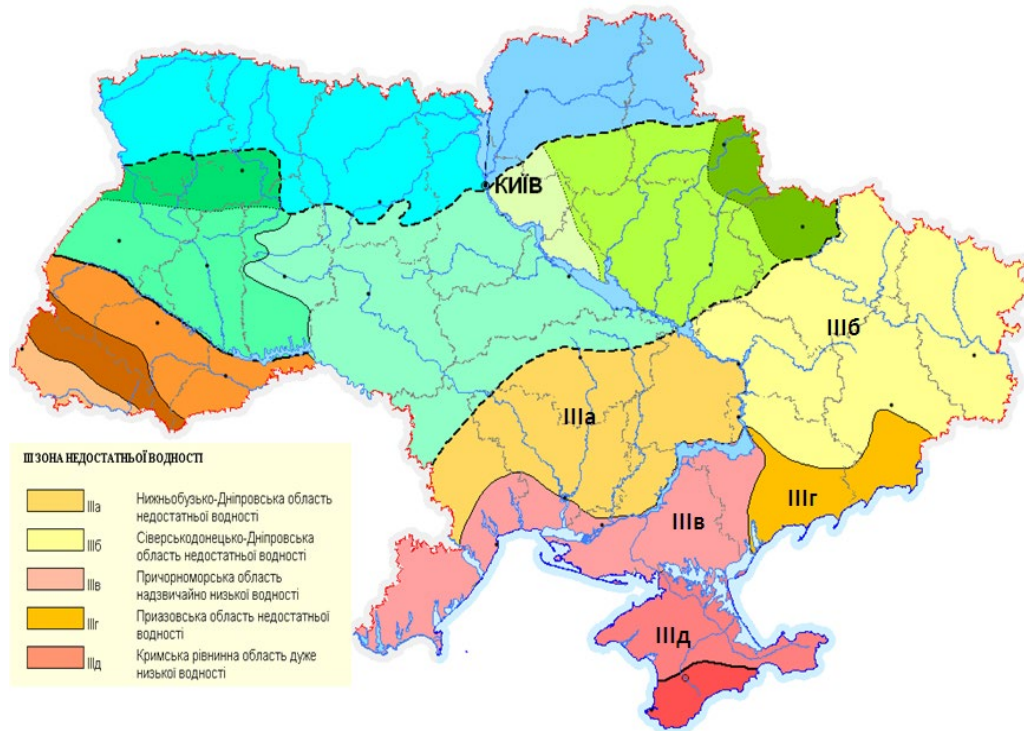 КИЇВ
IIIб
IIIа
IIIг
IIIв
IIIд
III ЗОНА НЕДОСТАТНЬОЇ ВОДНОСТІ
IIIа Нижньобузько-Дніпровська область
недостатньої водності
IIIб Сіверськодонецько-Дніпровська
область недостатньої водності
IIIв Причорноморська область
надзвичайно низької водності
IIIг Приазовська область недостатньої
водності
IIIд Кримська рівнинна область дуже
низької водності